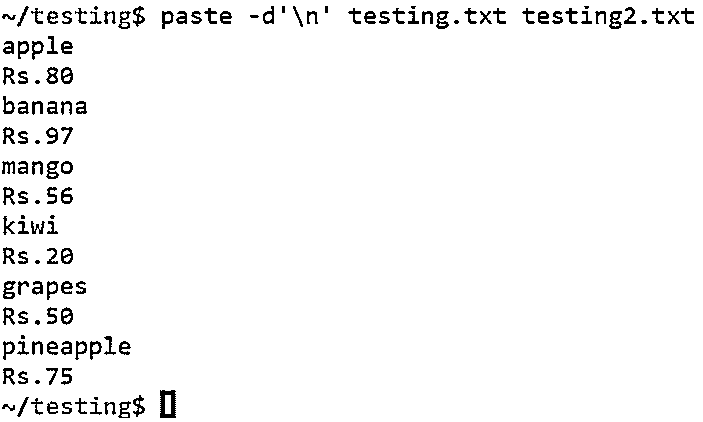 ~/testing$ paste -d'\n' testing.txt testing2.txt
apple
Rs.80
banana
Rs.97
mango
Rs.56
kiwi
Rs.20
grapes
Rs.50
pineapple
Rs.75
~/testing$